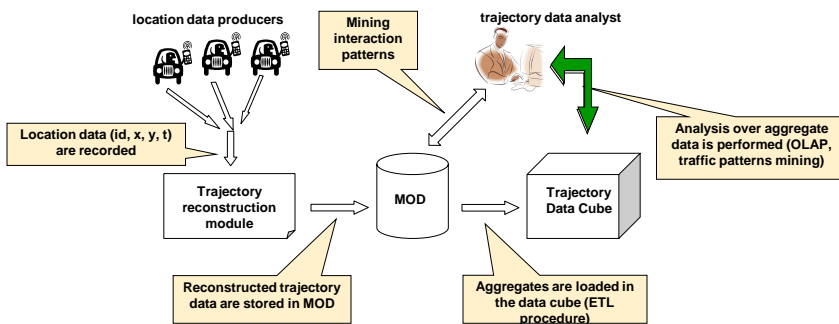 location data producers
trajectory data analyst
Mining
interaction
patterns
Location data (id, x, y, t)
are recorded
Analysis over aggregate
data is performed (OLAP,
traffic patterns mining)
Trajectory
reconstruction
module
MOD
Trajectory
Data Cube
Reconstructed trajectory
data are stored in MOD
Aggregates are loaded in
the data cube (ETL
procedure)